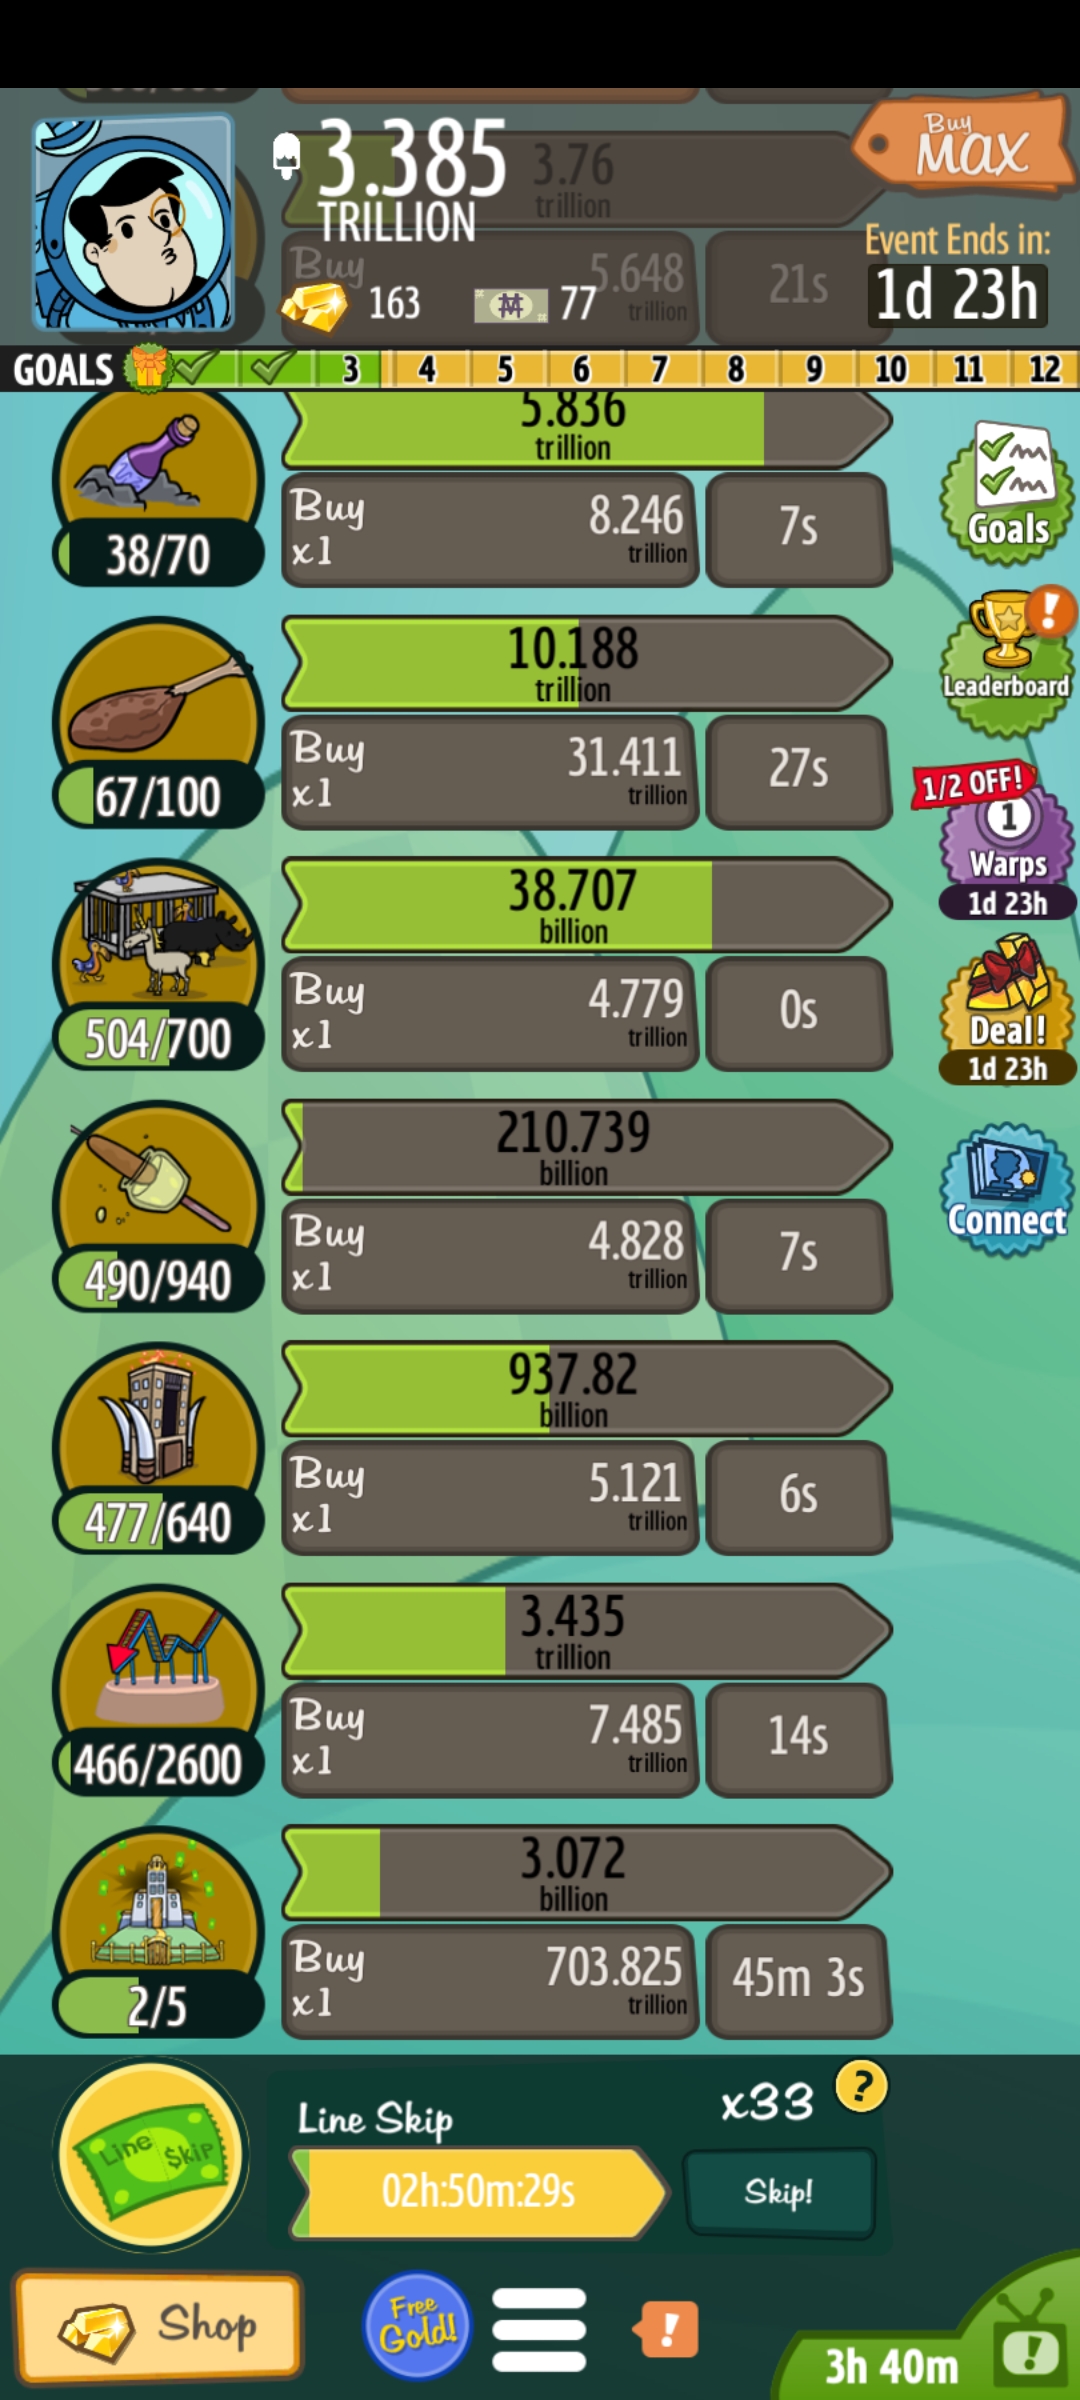 3.385
TRILLION
3.76
trillion
Buy
MAX
Buy
5.648
trillion
21s
163
77
Event Ends in:
1d 23h
GOALS 3 4 5 6 7 8 9 10 11 12
5.836
trillion
Buy
x1
8.246
trillion
7s
38/70
Goals
10.188
trillion
Buy
x1
31.411
trillion
27s
67/100
Leaderboard
1/2 OFF!
1
Warps
1d 23h
38.707
billion
Buy
x1
4.779
trillion
0s
504/700
Deal!
1d 23h
210.739
billion
Buy
x1
4.828
trillion
7s
490/940
Connect
937.82
billion
Buy
x1
5.121
trillion
6s
477/640
3.435
trillion
Buy
x1
7.485
trillion
14s
466/2600
3.072
billion
Buy
x1
703.825
trillion
45m 3s
2/5
Line $kip
Line Skip
x33
?
02h:50m:29s
Skip!
Shop
Free
Gold!
!
3h 40m